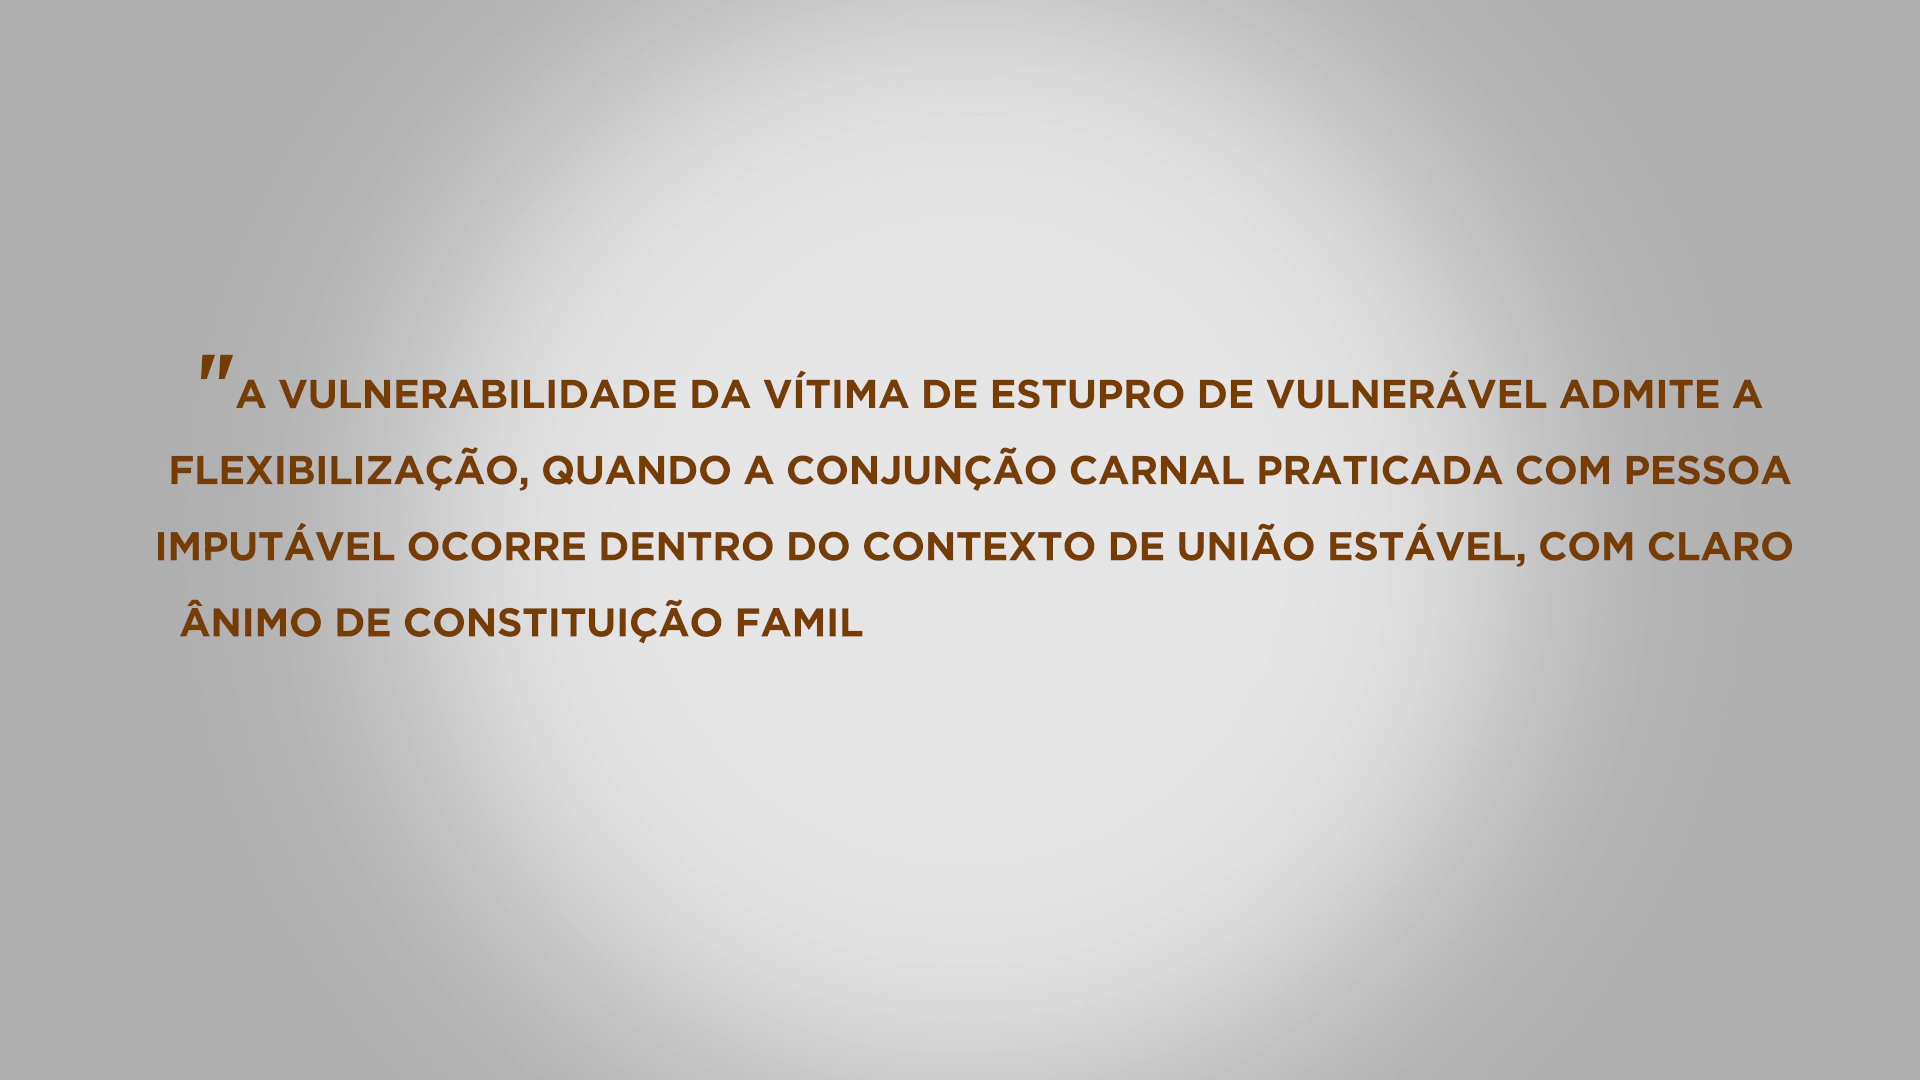 "A VULNERABILIDADE DA VÍTIMA DE ESTUPRO DE VULNERÁVEL ADMITE A
FLEXIBILIZAÇÃO, QUANDO A CONJUNÇÃO CARNAL PRATICADA COM PESSOA
IMPUTÁVEL OCORRE DENTRO DO CONTEXTO DE UNIÃO ESTÁVEL, COM CLARO
ÂNIMO DE CONSTITUIÇÃO FAMIL